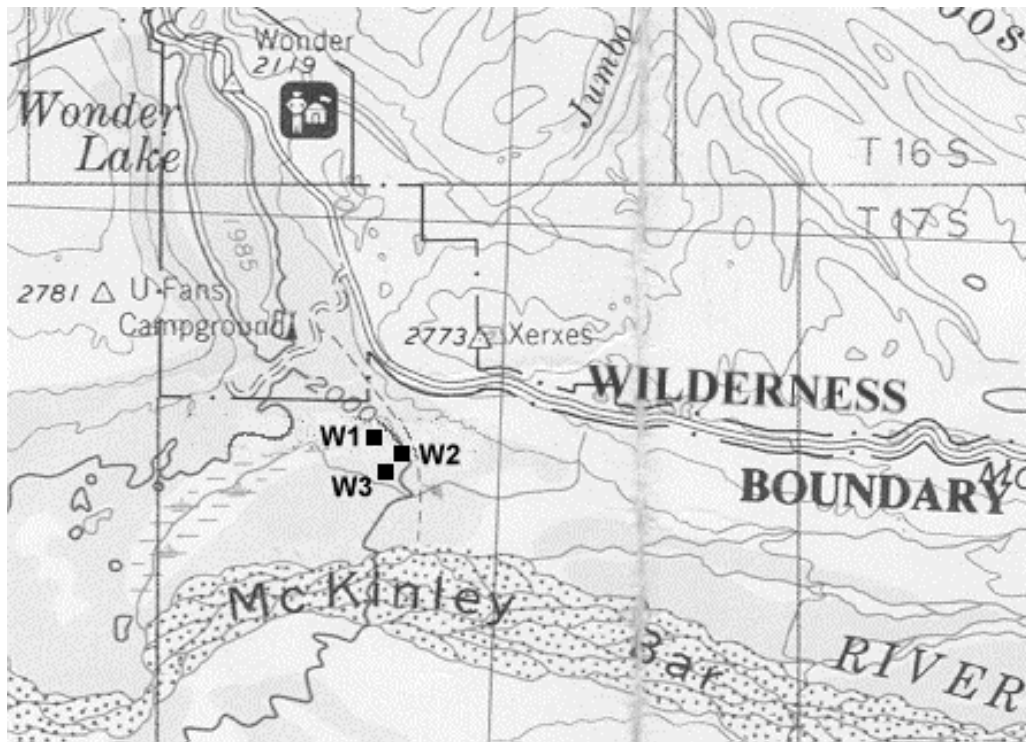 Wonder
2119
Jumbo
Wonder
Lake
T 16 S
T 17 S
985
2781
U-Fans
Campground
2773
Xerxes
WILDERNESS
2000
W1
W2
W3
BOUNDARY
McKinley
Bar
RIVER